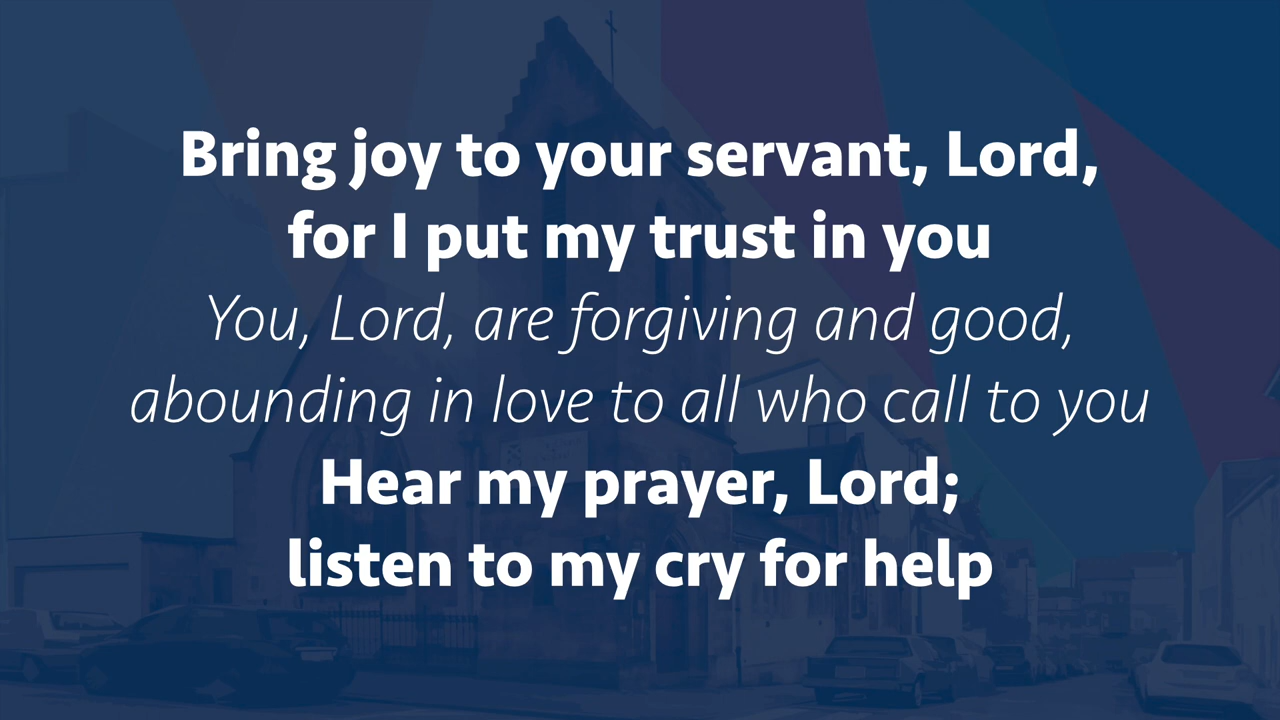 Bring joy to your servant, Lord,
for I put my trust in you
You, Lord, are forgiving and good,
abounding in love to all who call to you
Hear my prayer, Lord;
listen to my cry for help